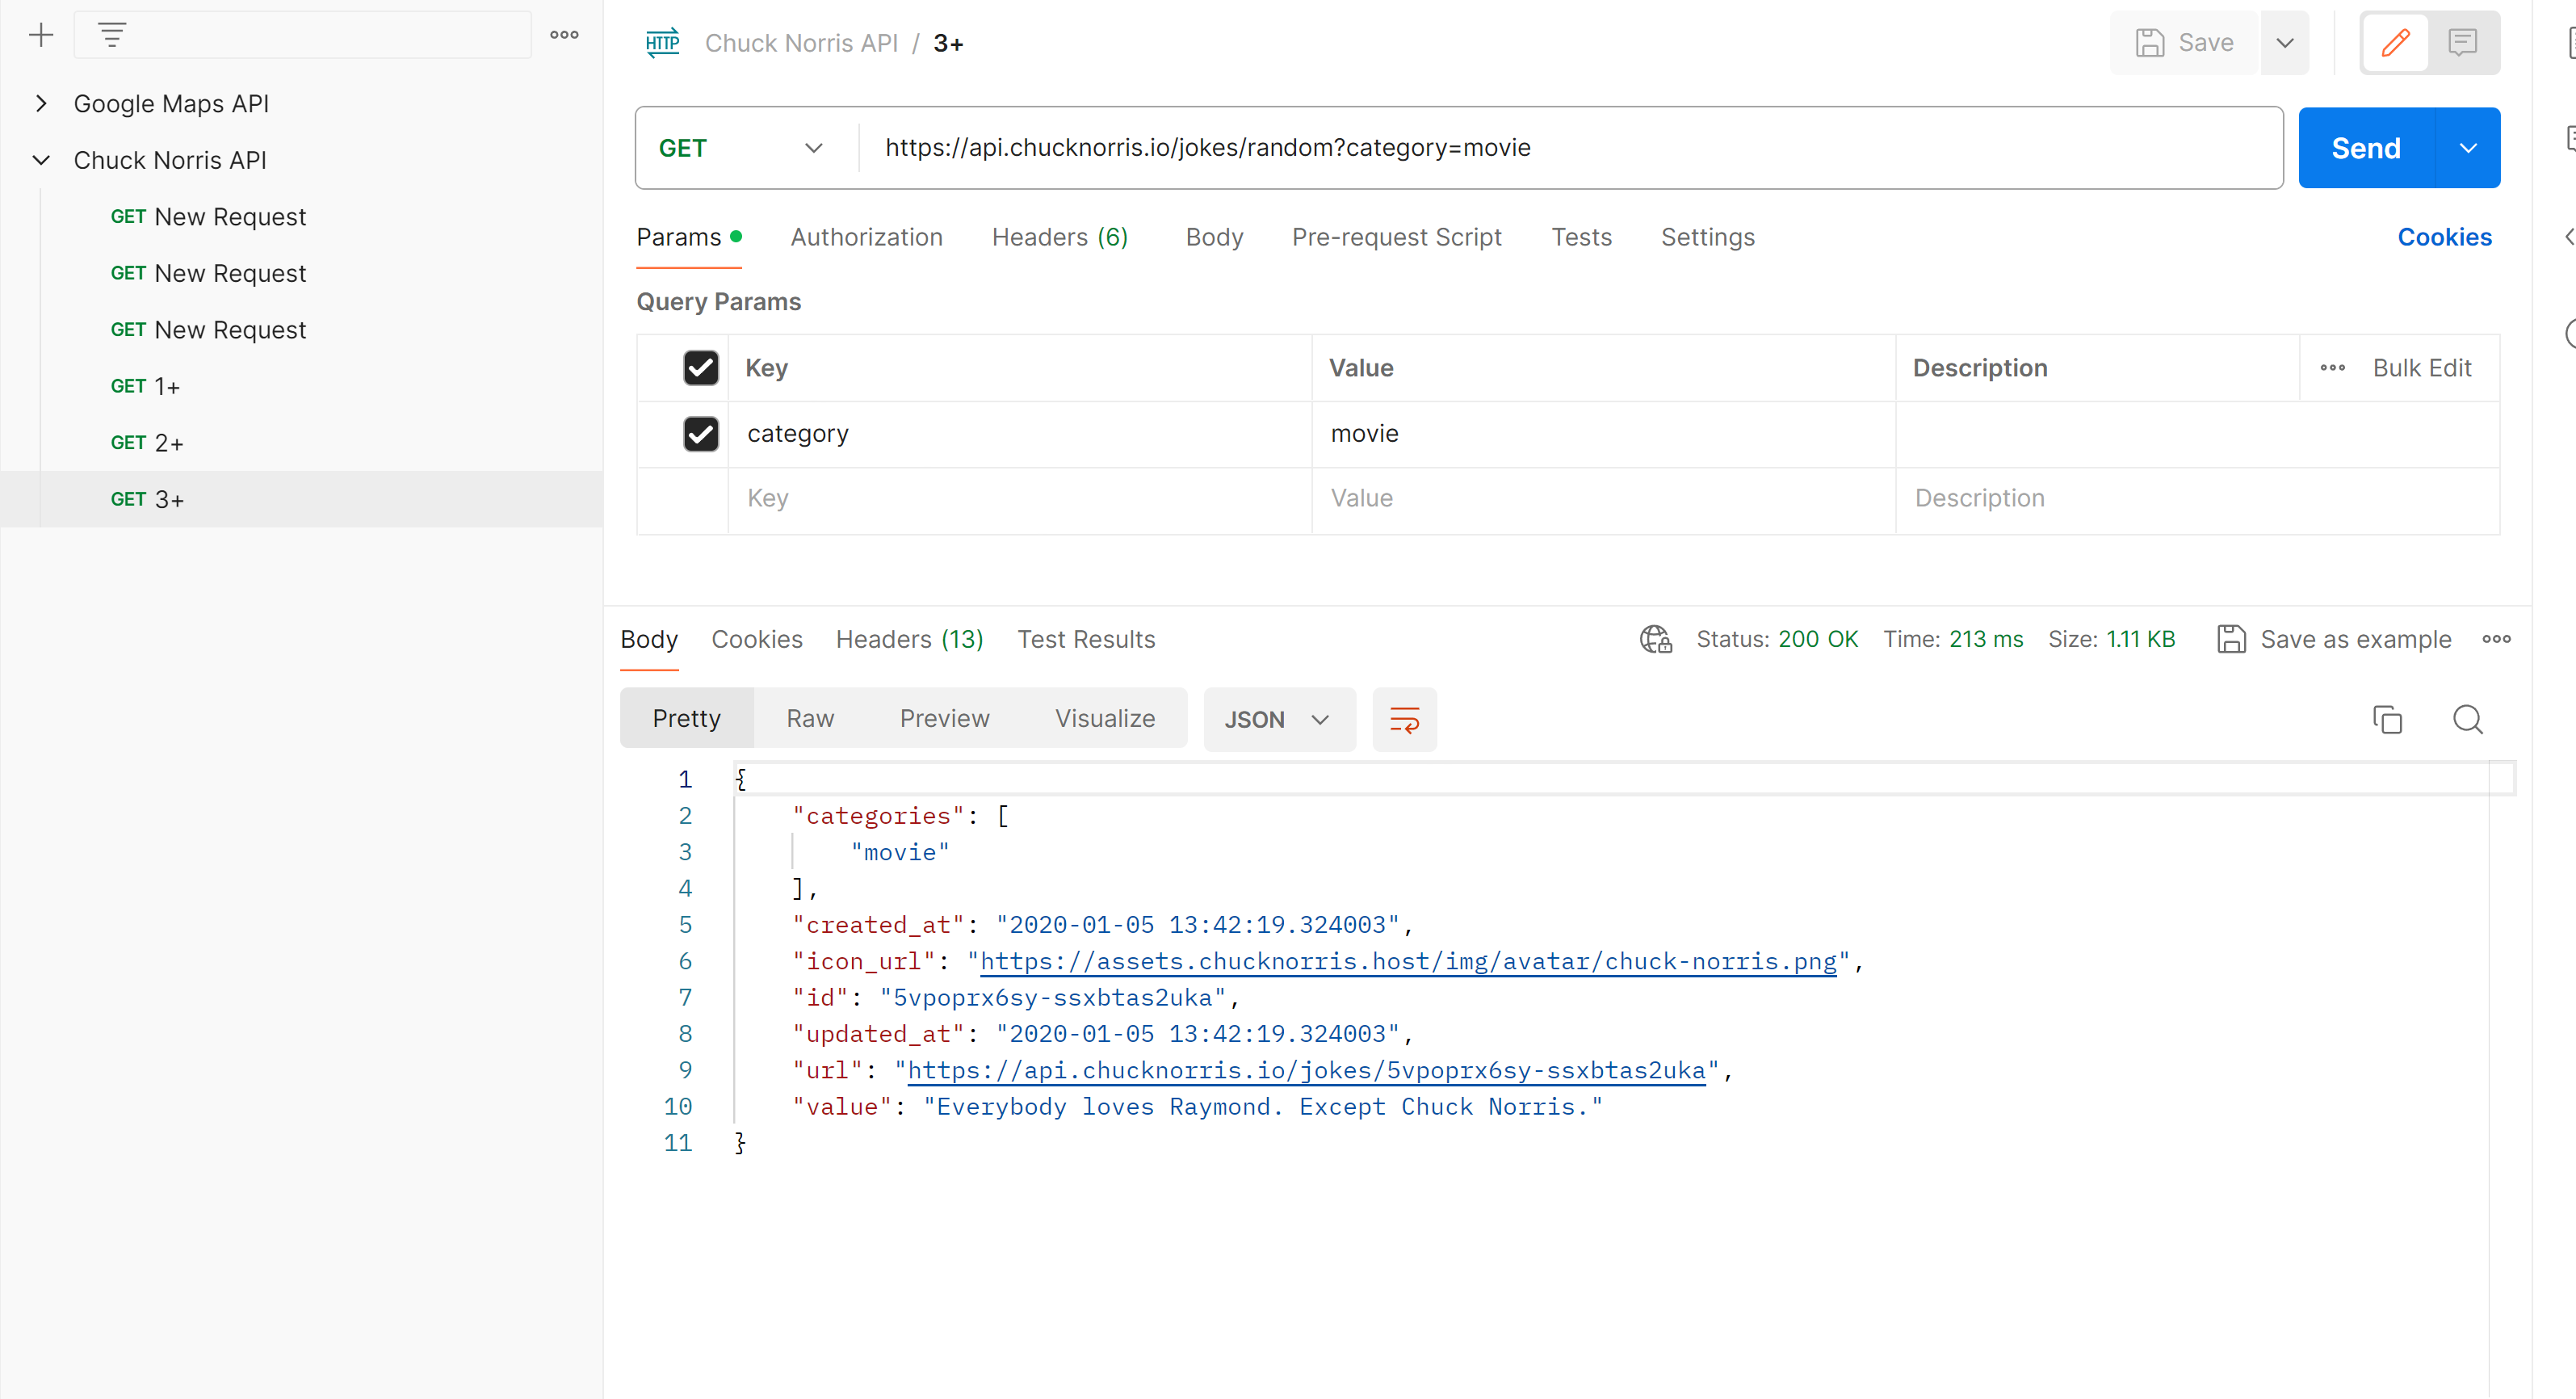 Google Maps API
Chuck Norris API
GET New Request
GET New Request
GET New Request
GET 1+
GET 2+
GET 3+
HTTP Chuck Norris API / 3+
Save
GET https://api.chucknorris.io/jokes/random?category=movie Send
Params Authorization Headers (6) Body Pre-request Script Tests Settings Cookies
Query Params
Key Value Description Bulk Edit
category movie
Key Value Description
Body Cookies Headers (13) Test Results Status: 200 OK Time: 213 ms Size: 1.11 KB Save as example
Pretty Raw Preview Visualize JSON
1 {
2 "categories": [
3 "movie"
4 ],
5 "created_at": "2020-01-05 13:42:19.324003",
6 "icon_url": "https://assets.chucknorris.host/img/avatar/chuck-norris.png",
7 "id": "5vpoprx6sy-ssxbtas2uka",
8 "updated_at": "2020-01-05 13:42:19.324003",
9 "url": "https://api.chucknorris.io/jokes/5vpoprx6sy-ssxbtas2uka",
10 "value": "Everybody loves Raymond. Except Chuck Norris."
11 }